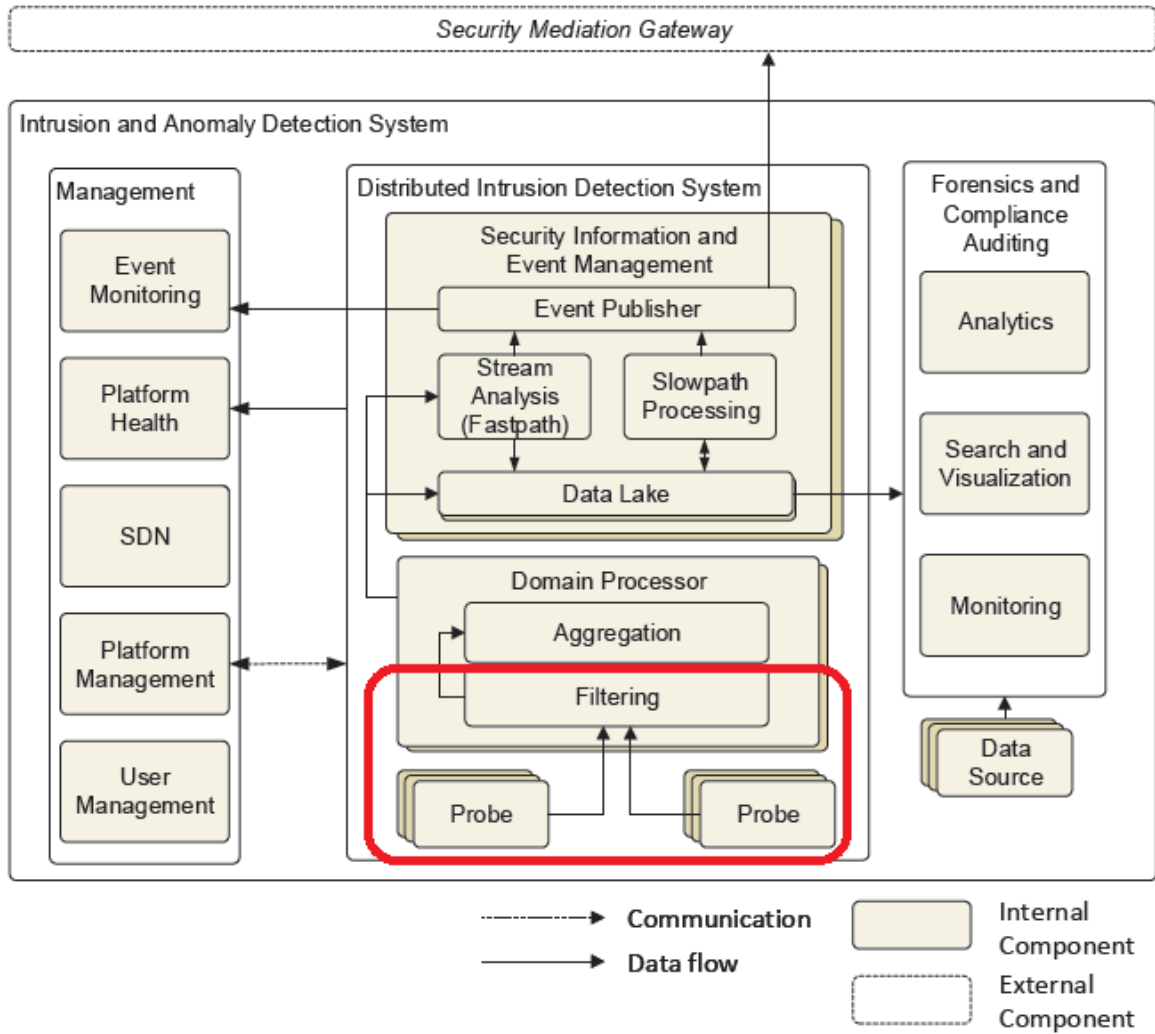 Security Mediation Gateway
Intrusion and Anomaly Detection System
Management
Event
Monitoring
Platform
Health
SDN
Platform
Management
User
Management
Distributed Intrusion Detection System
Security Information and
Event Management
Event Publisher
Stream
Analysis
(Fastpath)
Slowpath
Processing
Data Lake
Domain Processor
Aggregation
Filtering
Probe
Probe
Forensics and
Compliance
Auditing
Analytics
Search and
Visualization
Monitoring
Data
Source
Communication
Data flow
Internal
Component
External
Component